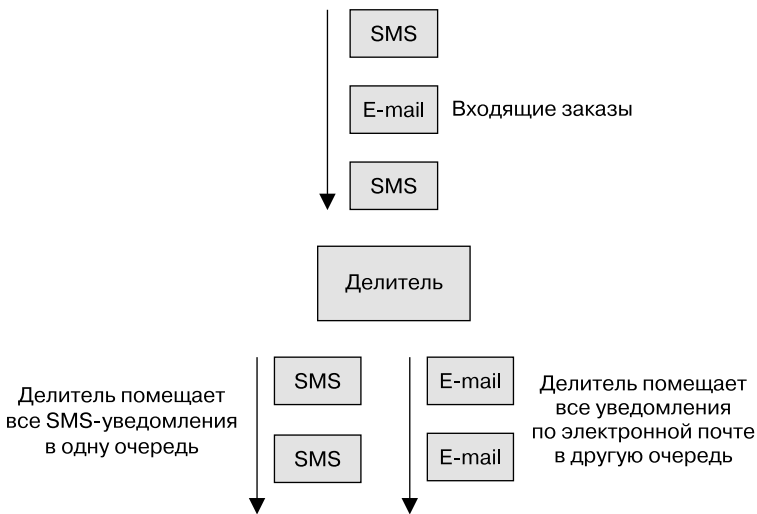 SMS
E-mail
Входящие заказы
SMS
Делитель
SMS
E-mail
Делитель помещает
все SMS-уведомления
в одну очередь
Делитель помещает
все уведомления
по электронной почте
в другую очередь
SMS
E-mail